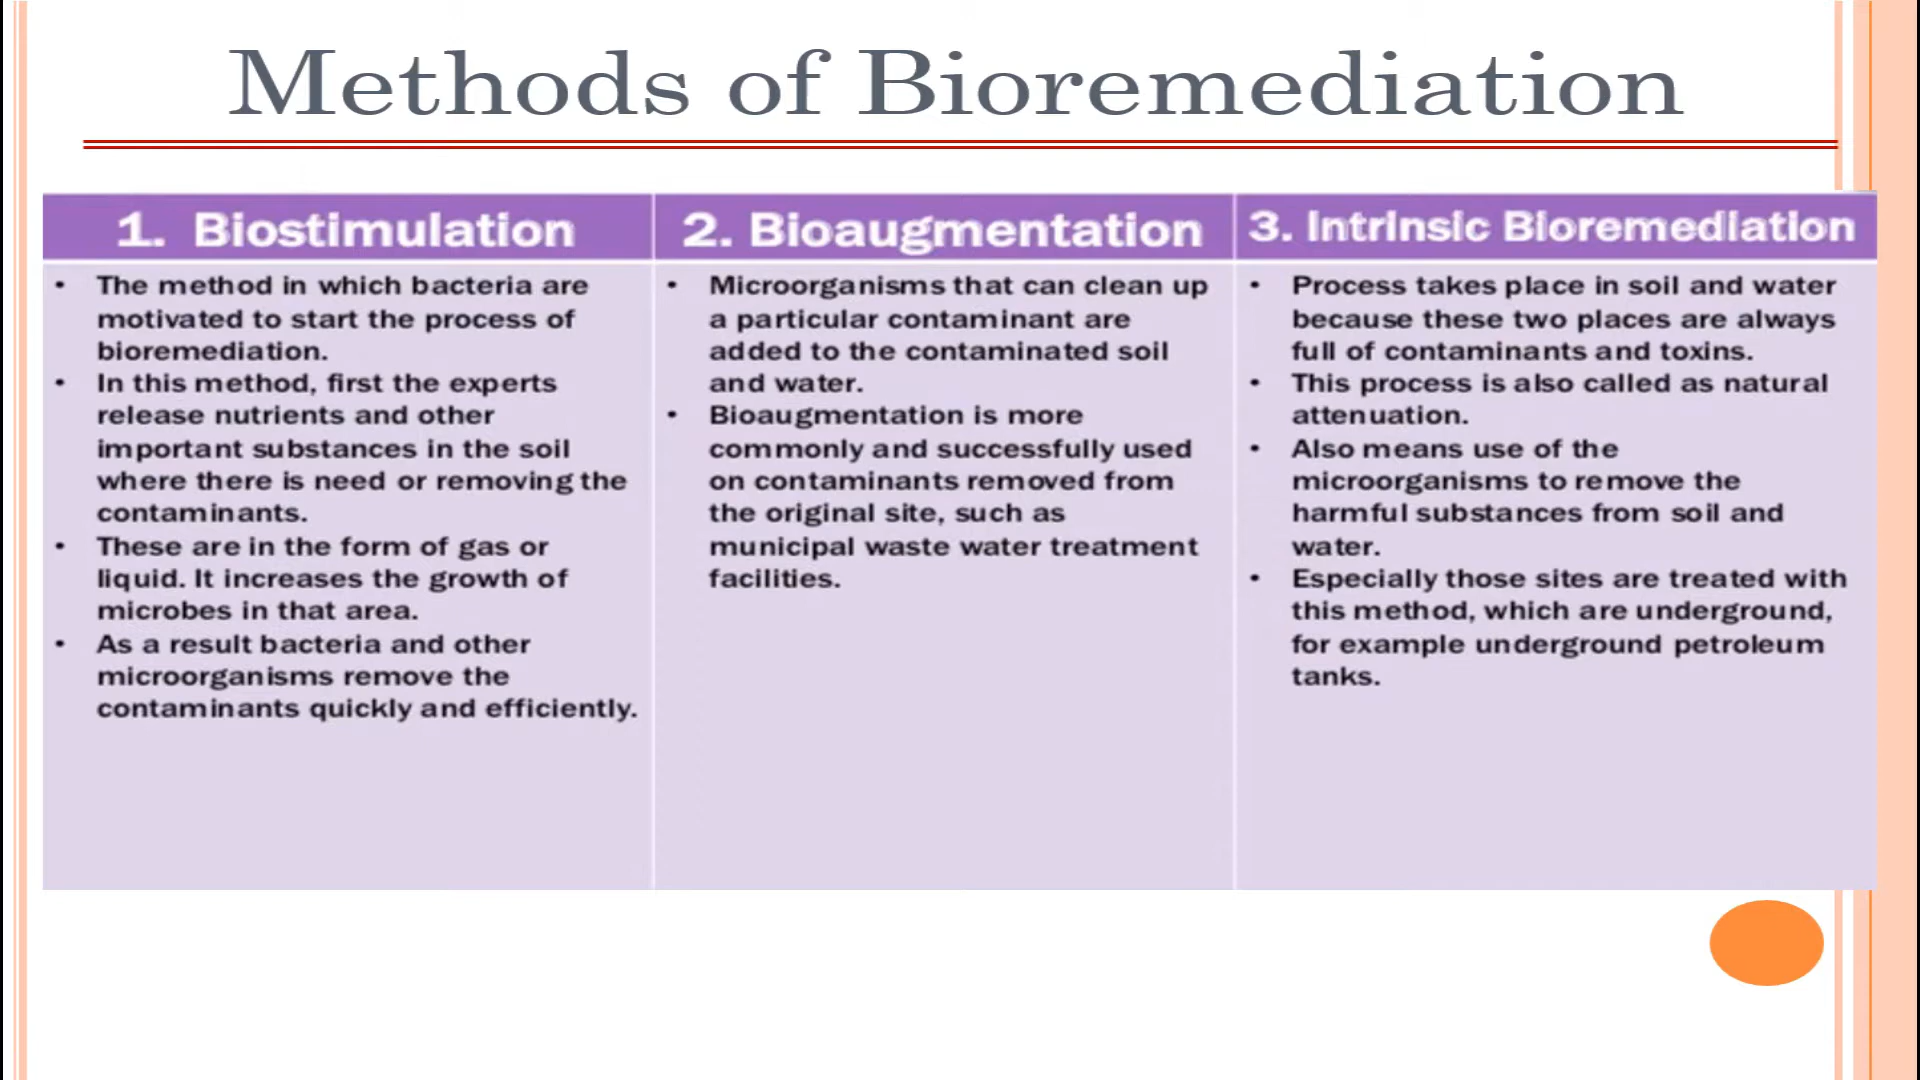 Methods of Bioremediation
1. Biostimulation
• The method in which bacteria are
motivated to start the process of
bioremediation.
• In this method, first the experts
release nutrients and other
important substances in the soil
where there is need or removing the
contaminants.
• These are in the form of gas or
liquid. It increases the growth of
microbes in that area.
• As a result bacteria and other
microorganisms remove the
contaminants quickly and efficiently.
2. Bioaugmentation
• Microorganisms that can clean up
a particular contaminant are
added to the contaminated soil
and water.
• Bioaugmentation is more
commonly and successfully used
on contaminants removed from
the original site, such as
municipal waste water treatment
facilities.
3. Intrinsic Bioremediation
• Process takes place in soil and water
because these two places are always
full of contaminants and toxins.
• This process is also called as natural
attenuation.
• Also means use of the
microorganisms to remove the
harmful substances from soil and
water.
• Especially those sites are treated with
this method, which are underground,
for example underground petroleum
tanks.